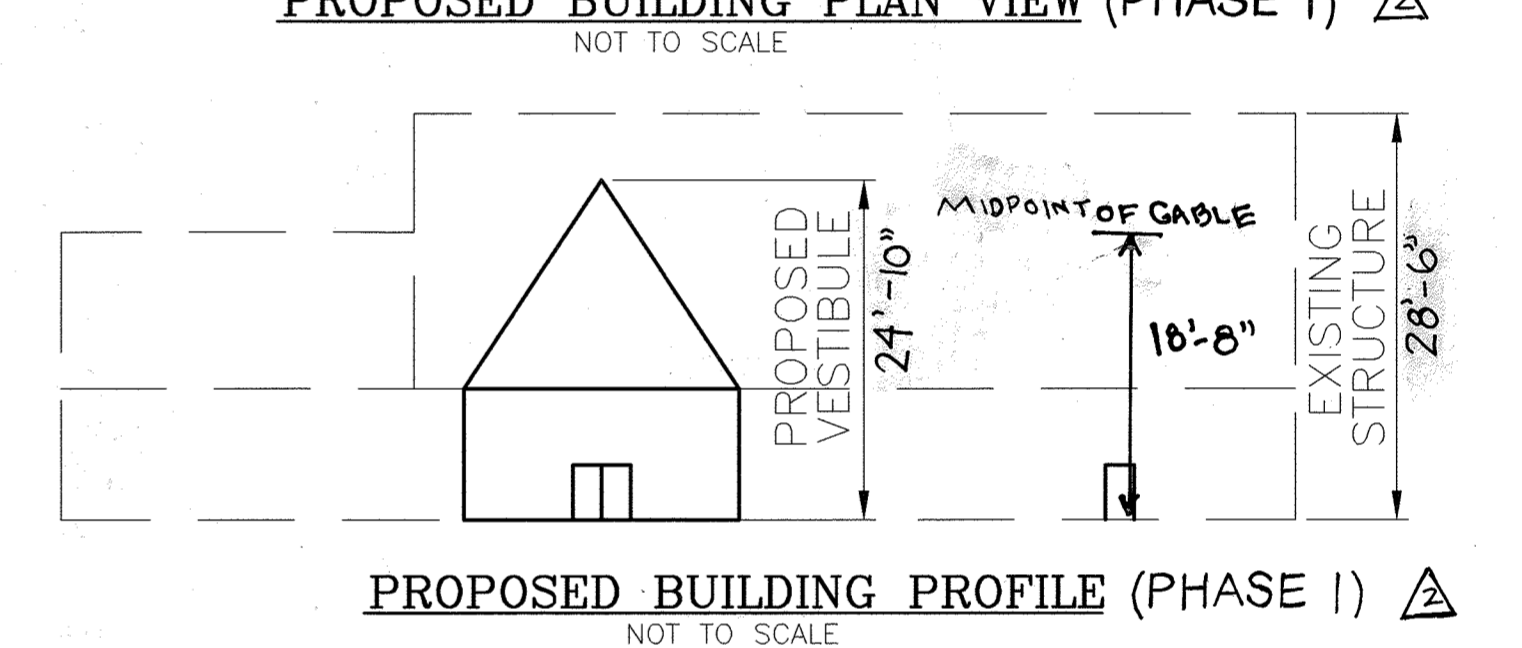 PROPOSED BUILDING PLAN VIEW (PHASE 1) 2
NOT TO SCALE
PROPOSED
VESTIBULE
24'-10"
MIDPOINT OF GABLE
18'-8"
EXISTING
STRUCTURE
28'-6"
PROPOSED BUILDING PROFILE (PHASE 1) 2
NOT TO SCALE